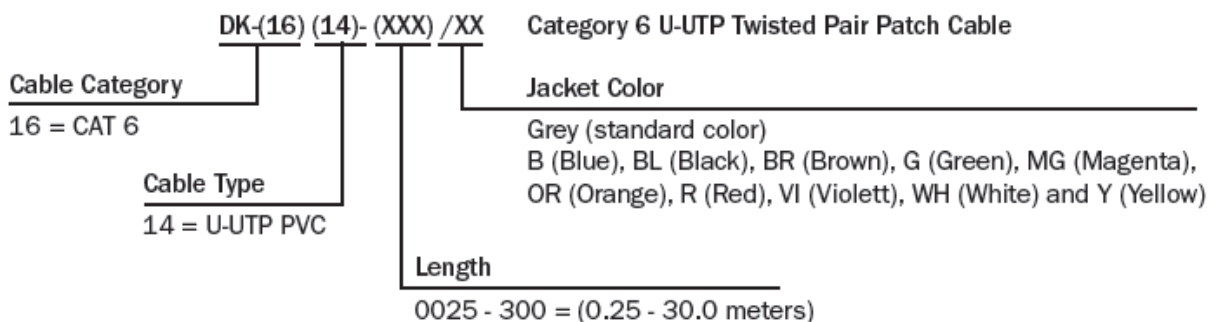 DK-(16) (14)- (XXX) /XX Category 6 U-UTP Twisted Pair Patch Cable
Cable Category
16 = CAT 6
Jacket Color
Grey (standard color)
B (Blue), BL (Black), BR (Brown), G (Green), MG (Magenta),
OR (Orange), R (Red), VI (Violett), WH (White) and Y (Yellow)
Cable Type
14 = U-UTP PVC
Length
0025 - 300 = (0.25 - 30.0 meters)